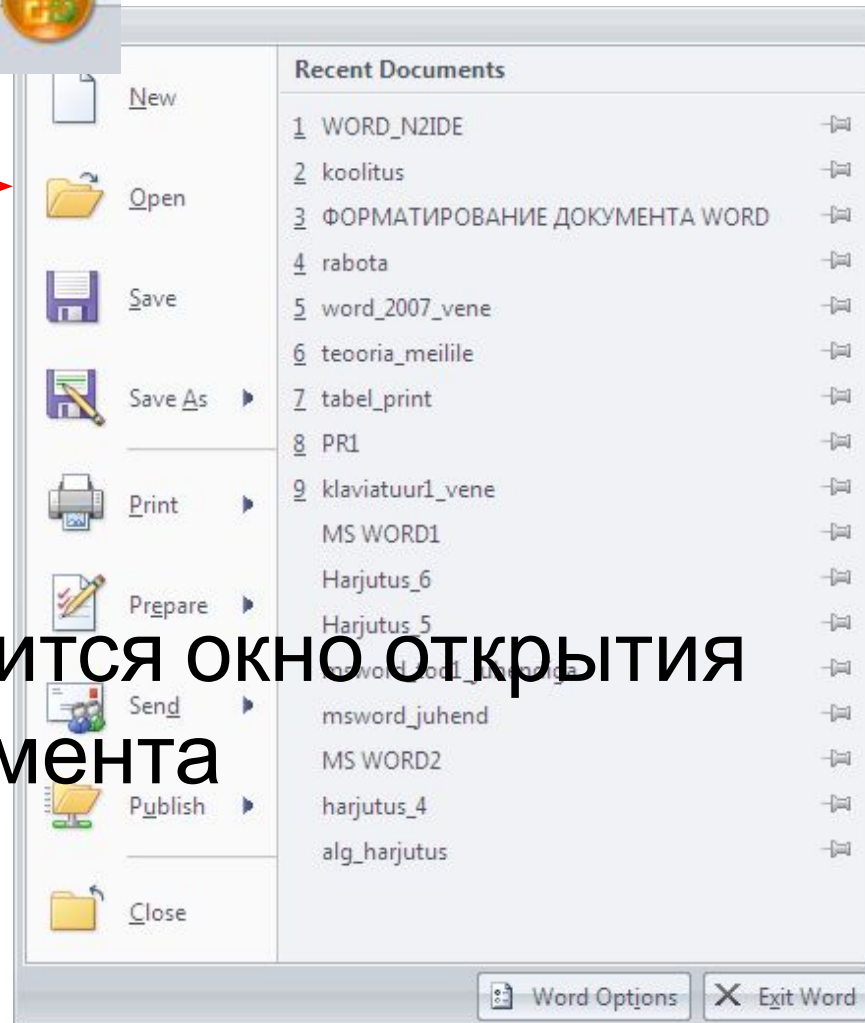 Recent Documents
New
Open
Save
Save As
Print
Prepare
Send
Publish
Close
1 WORD_N2IDE
2 koolitus
3 ФОРМАТИРОВАНИЕ ДОКУМЕНТА WORD
4 rabota
5 word_2007_vene
6 teooria_meilile
7 tabel_print
8 PR1
9 klaviatuur1_vene
MS WORD1
Harjutus_6
Harjutus_5
msword_too1_juhendiga
msword_juhend
MS WORD2
harjutus_4
alg_harjutus
ится окно открытия
мента
Word Options
Exit Word